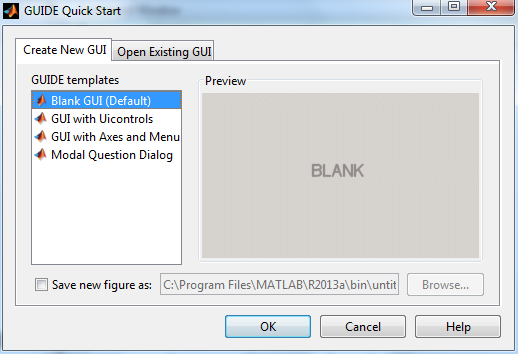 GUIDE Quick Start
Create New GUI
Open Existing GUI
GUIDE templates
Blank GUI (Default)
GUI with Uicontrols
GUI with Axes and Menu
Modal Question Dialog
Preview
BLANK
Save new figure as:
C:\Program Files\MATLAB\R2013a\bin\untit
Browse...
OK
Cancel
Help